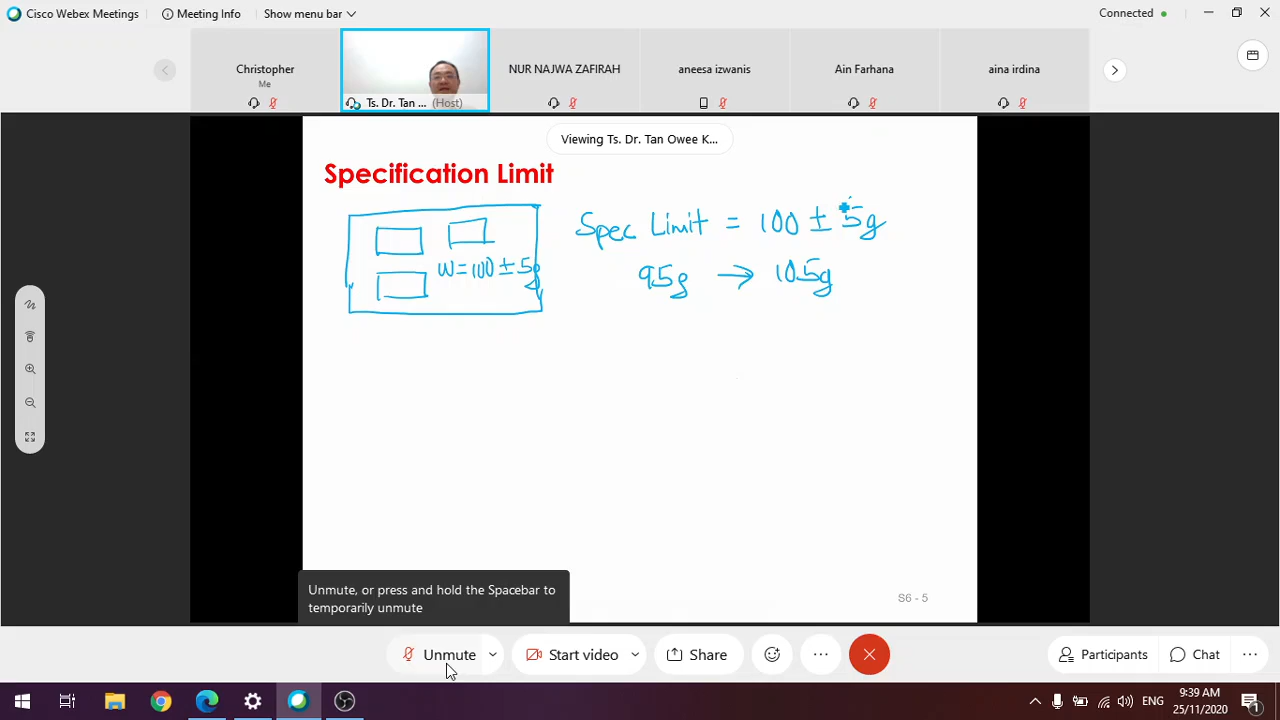 Cisco Webex Meetings
Meeting Info
Show menu bar
Connected
Christopher
Me
Ts. Dr. Tan ... (Host)
NUR NAJWA ZAFIRAH
aneesa izwanis
Ain Farhana
aina irdina
Viewing Ts. Dr. Tan Owee K...
Specification Limit
W=100 ± 5g
Spec Limit = 100 ± 5g
95g → 105g
S6 - 5
Unmute, or press and hold the Spacebar to
temporarily unmute
Unmute
Start video
Share
Participants
Chat
ENG
9:39 AM
25/11/2020
1